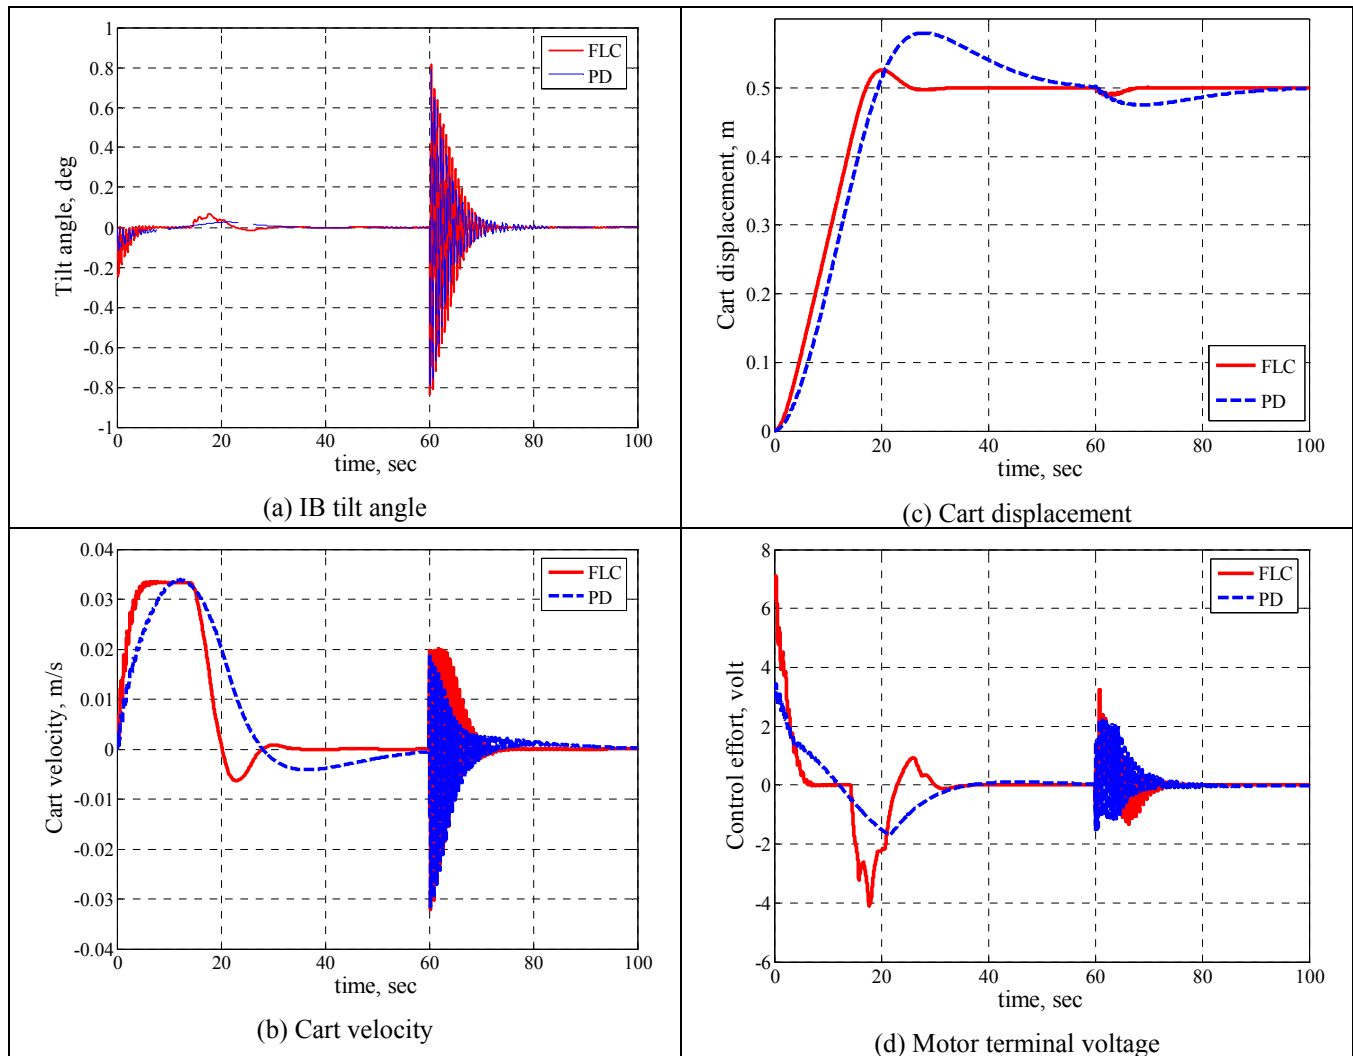 1
0.8
0.6
0.4
0.2
0
-0.2
-0.4
-0.6
-0.8
-1
Tilt angle, deg
FLC
PD
0 20 40 60 80 100
time, sec
(a) IB tilt angle
0.5
0.4
0.3
0.2
0.1
0
Cart displacement, m
FLC
PD
0 20 40 60 80 100
time, sec
(c) Cart displacement
0.04
0.03
0.02
0.01
0
-0.01
-0.02
-0.03
-0.04
Cart velocity, m/s
FLC
PD
0 20 40 60 80 100
time, sec
(b) Cart velocity
8
6
4
2
0
-2
-4
-6
Control effort, volt
FLC
PD
0 20 40 60 80 100
time, sec
(d) Motor terminal voltage